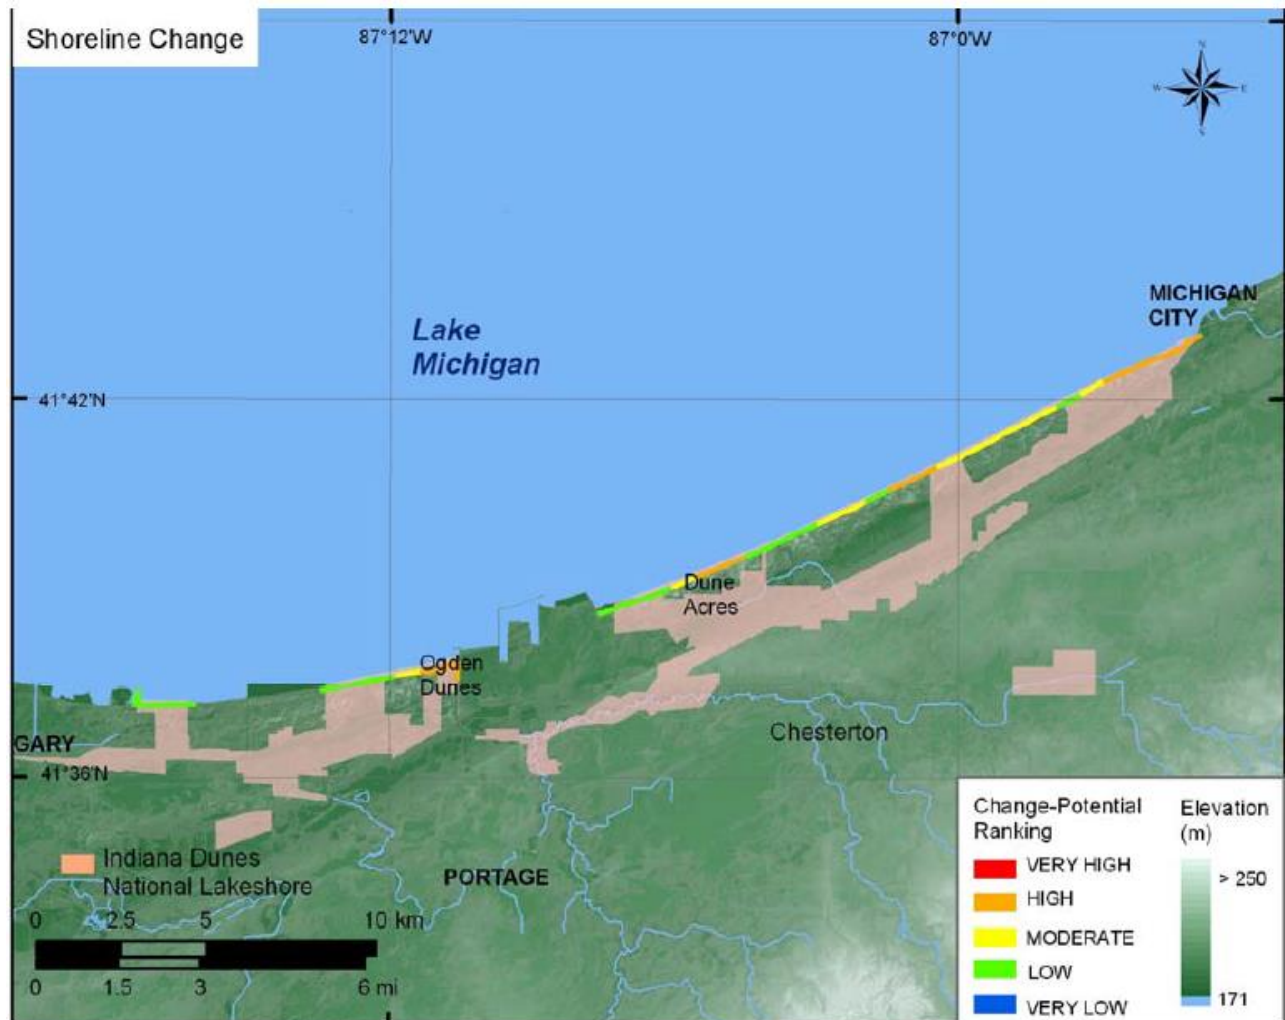 Shoreline Change
87°12'W
87°0'W
N
W
E
MICHIGAN
CITY
Lake
Michigan
41°42'N
Dune
Acres
Ogden
Dunes
GARY
41°36'N
Chesterton
PORTAGE
Indiana Dunes
National Lakeshore
0 2.5 5 10 km
0 1.5 3 6 mi
Change-Potential
Ranking
VERY HIGH
HIGH
MODERATE
LOW
VERY LOW
Elevation
(m)
> 250
171